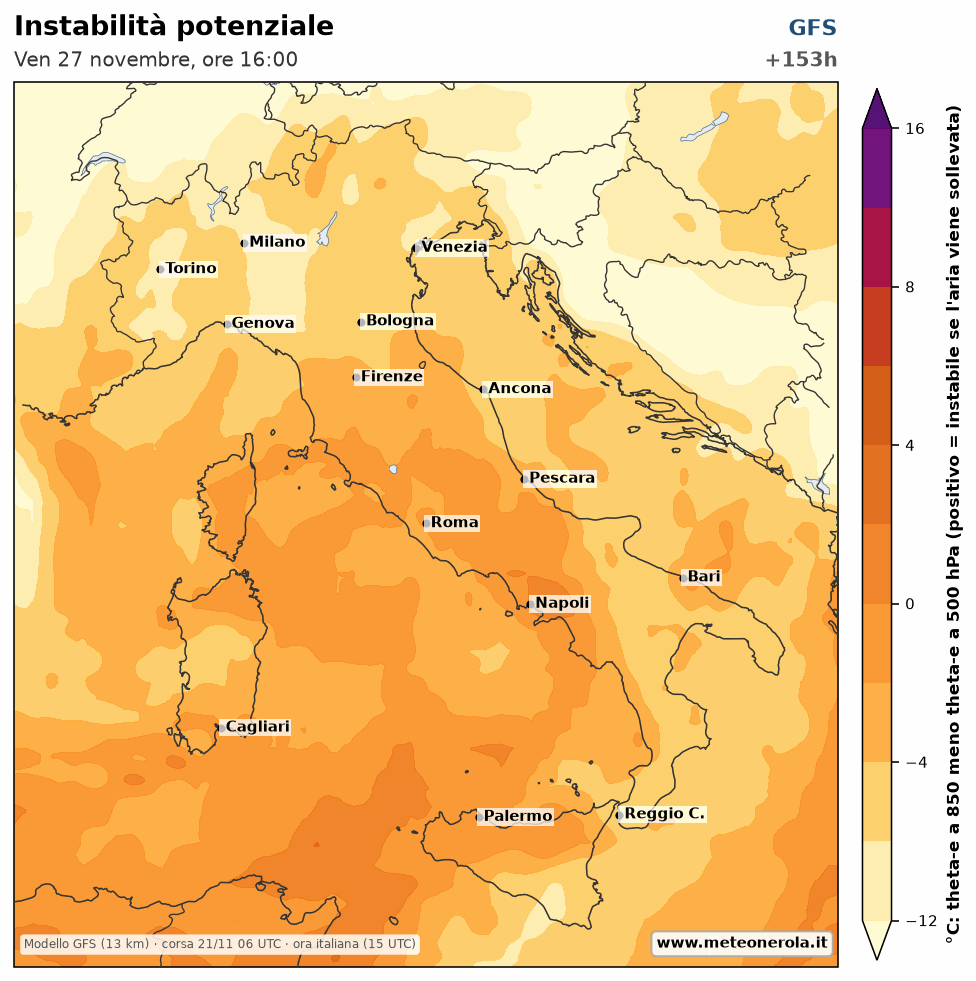 Instabilità potenziale
GFS
Ven 27 novembre, ore 16:00
+153h
Milano
Venezia
Torino
Genova
Bologna
Firenze
Ancona
Pescara
Roma
Bari
Napoli
Cagliari
Palermo
Reggio C.
Modello GFS (13 km) · corsa 21/11 06 UTC · ora italiana (15 UTC)
www.meteonerola.it
16
8
4
0
−4
−12
°C: theta-e a 850 meno theta-e a 500 hPa (positivo = instabile se l'aria viene sollevata)